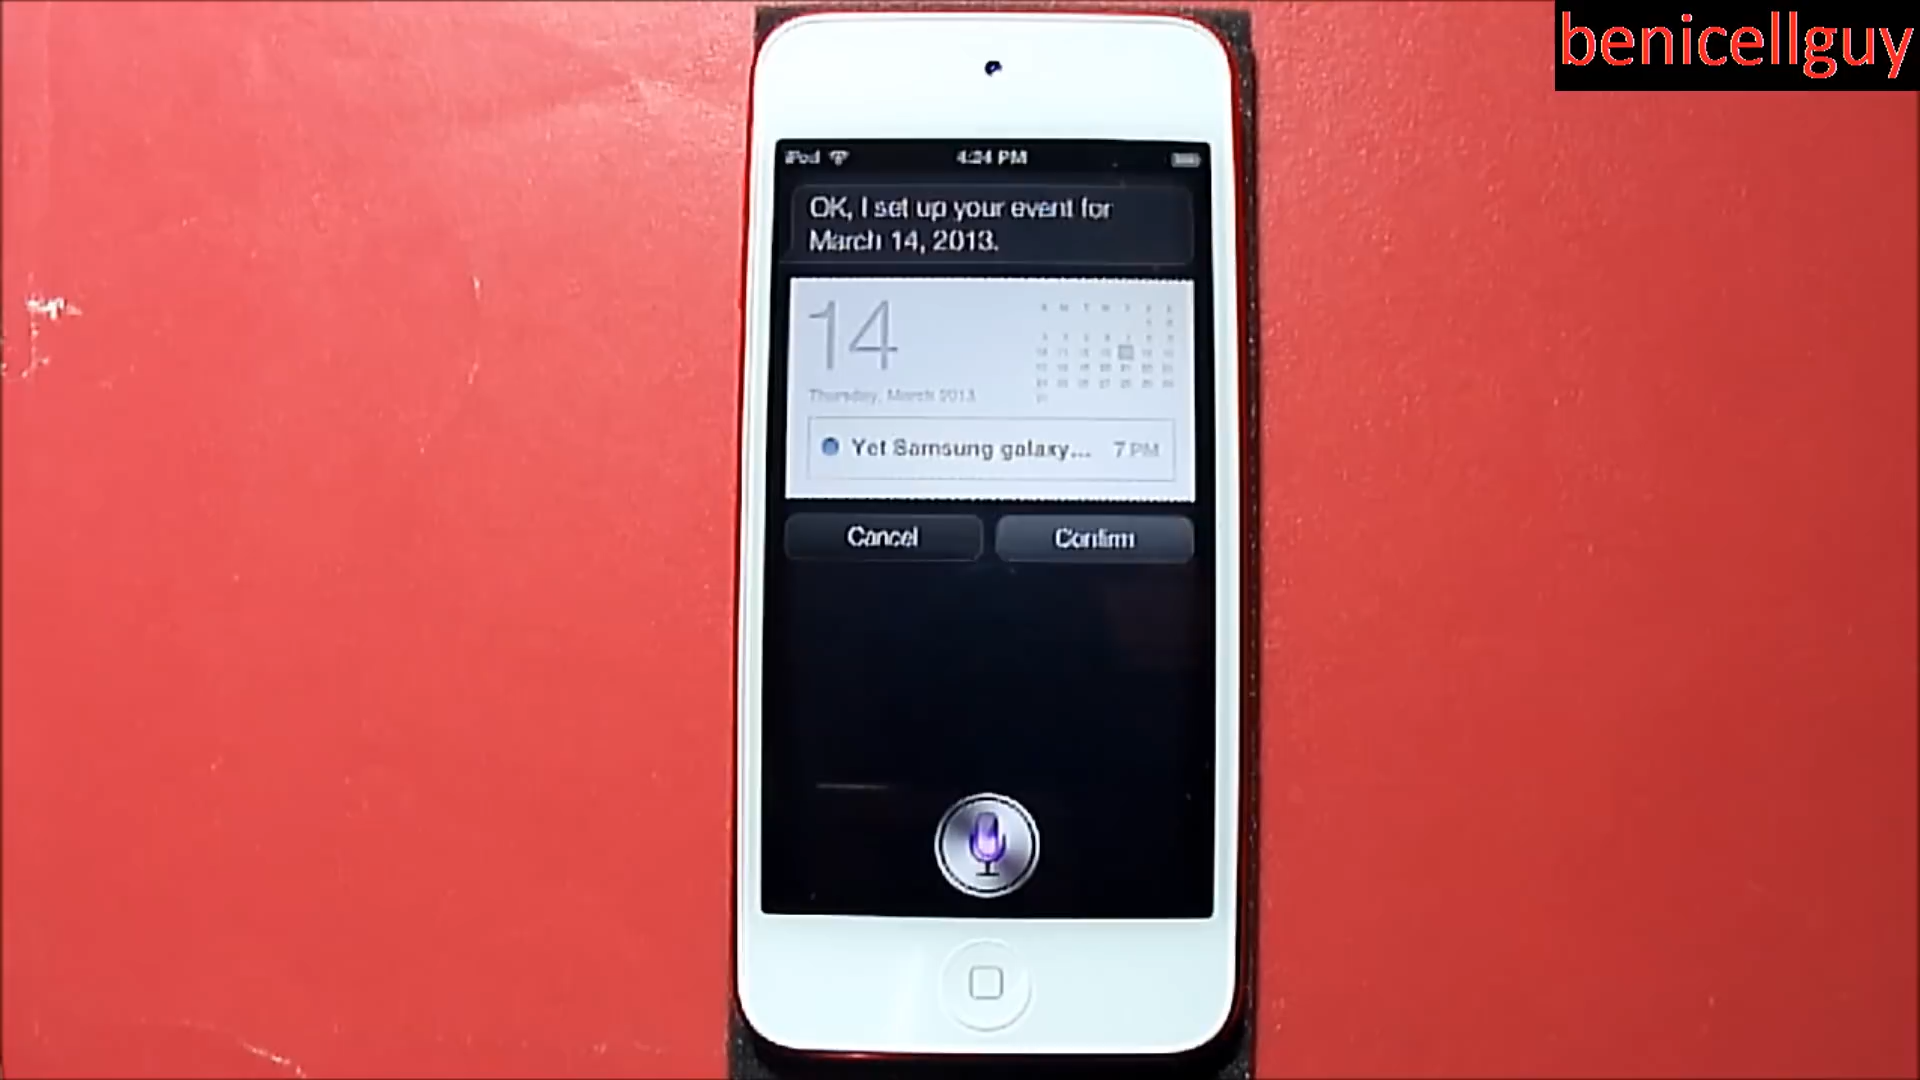 benicellguy
iPod
4:24 PM
OK, I set up your event for
March 14, 2013.
14
Thursday, March 2013
Yet Samsung galaxy... 7 PM
Cancel Confirm